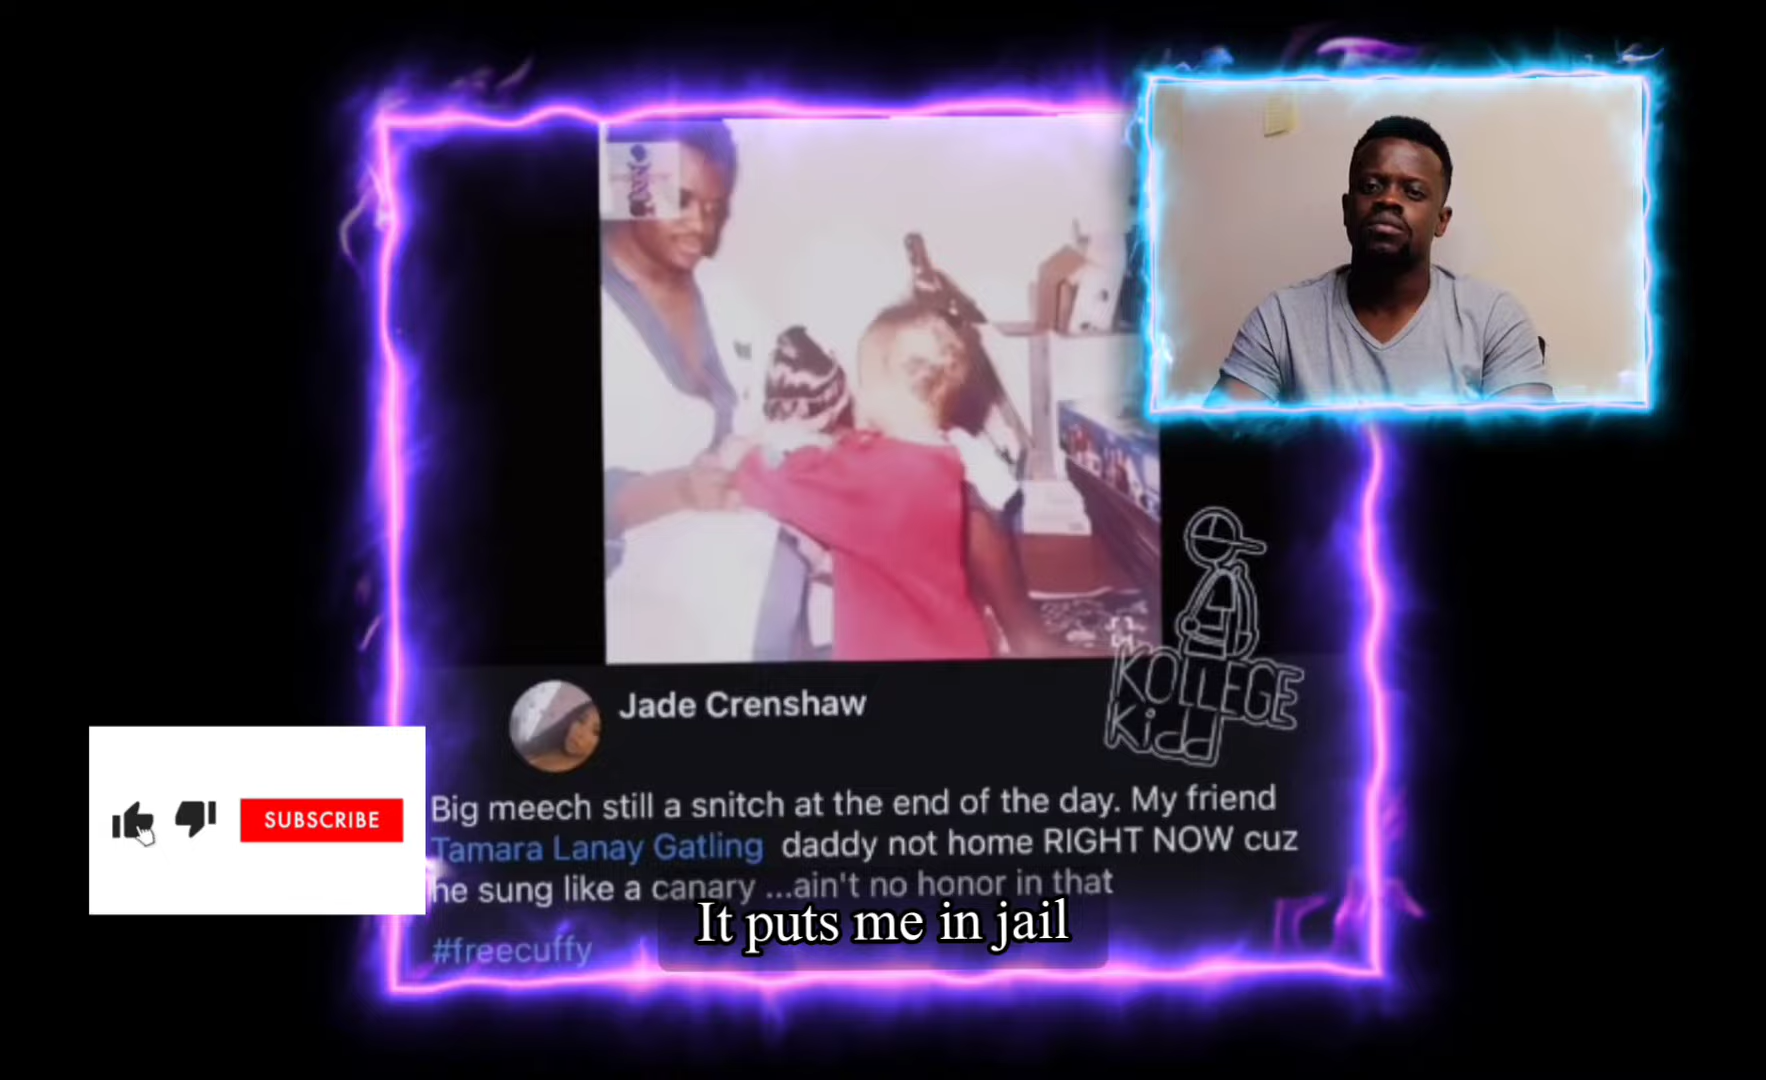 Jade Crenshaw
KOLLEGE
Kidd
Big meech still a snitch at the end of the day. My friend
Tamara Lanay Gatling daddy not home RIGHT NOW cuz
he sung like a canary ...ain't no honor in that
#freecuffy
SUBSCRIBE
It puts me in jail